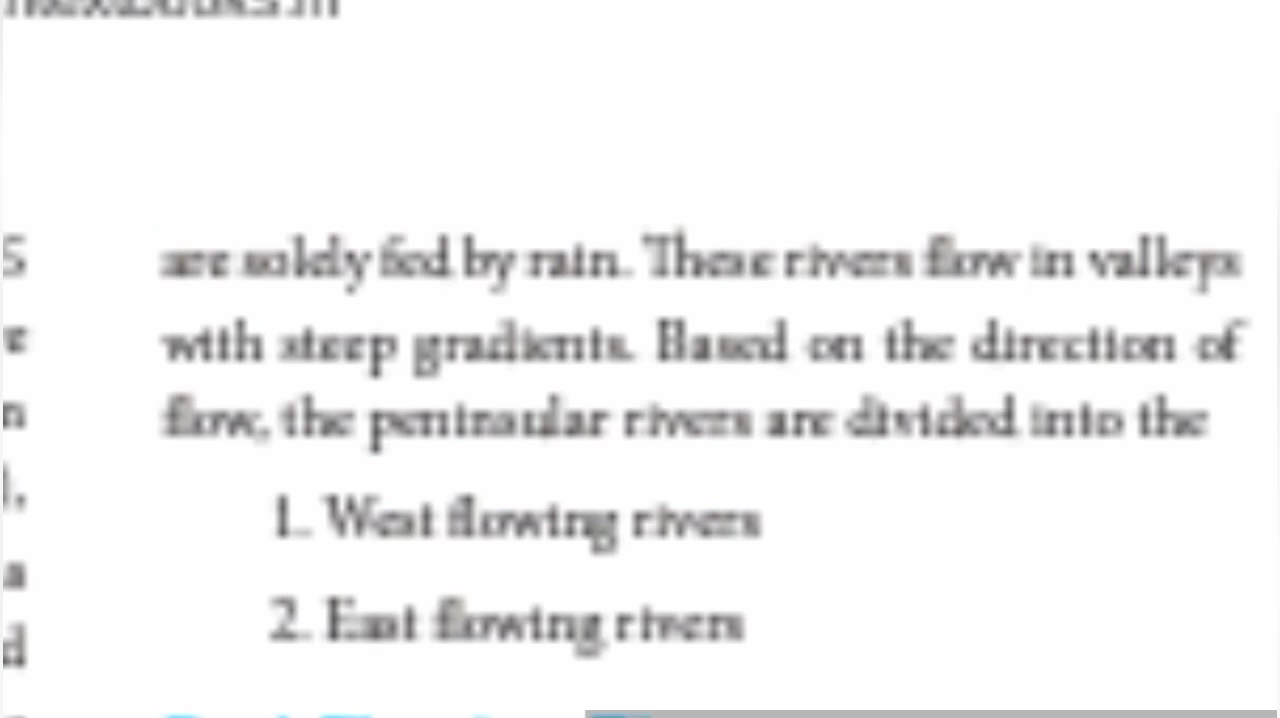 are solely fed by rain. These rivers flow in valleys
with steep gradients. Based on the direction of
flow, the peninsular rivers are divided into the
1. West flowing rivers
2. East flowing rivers